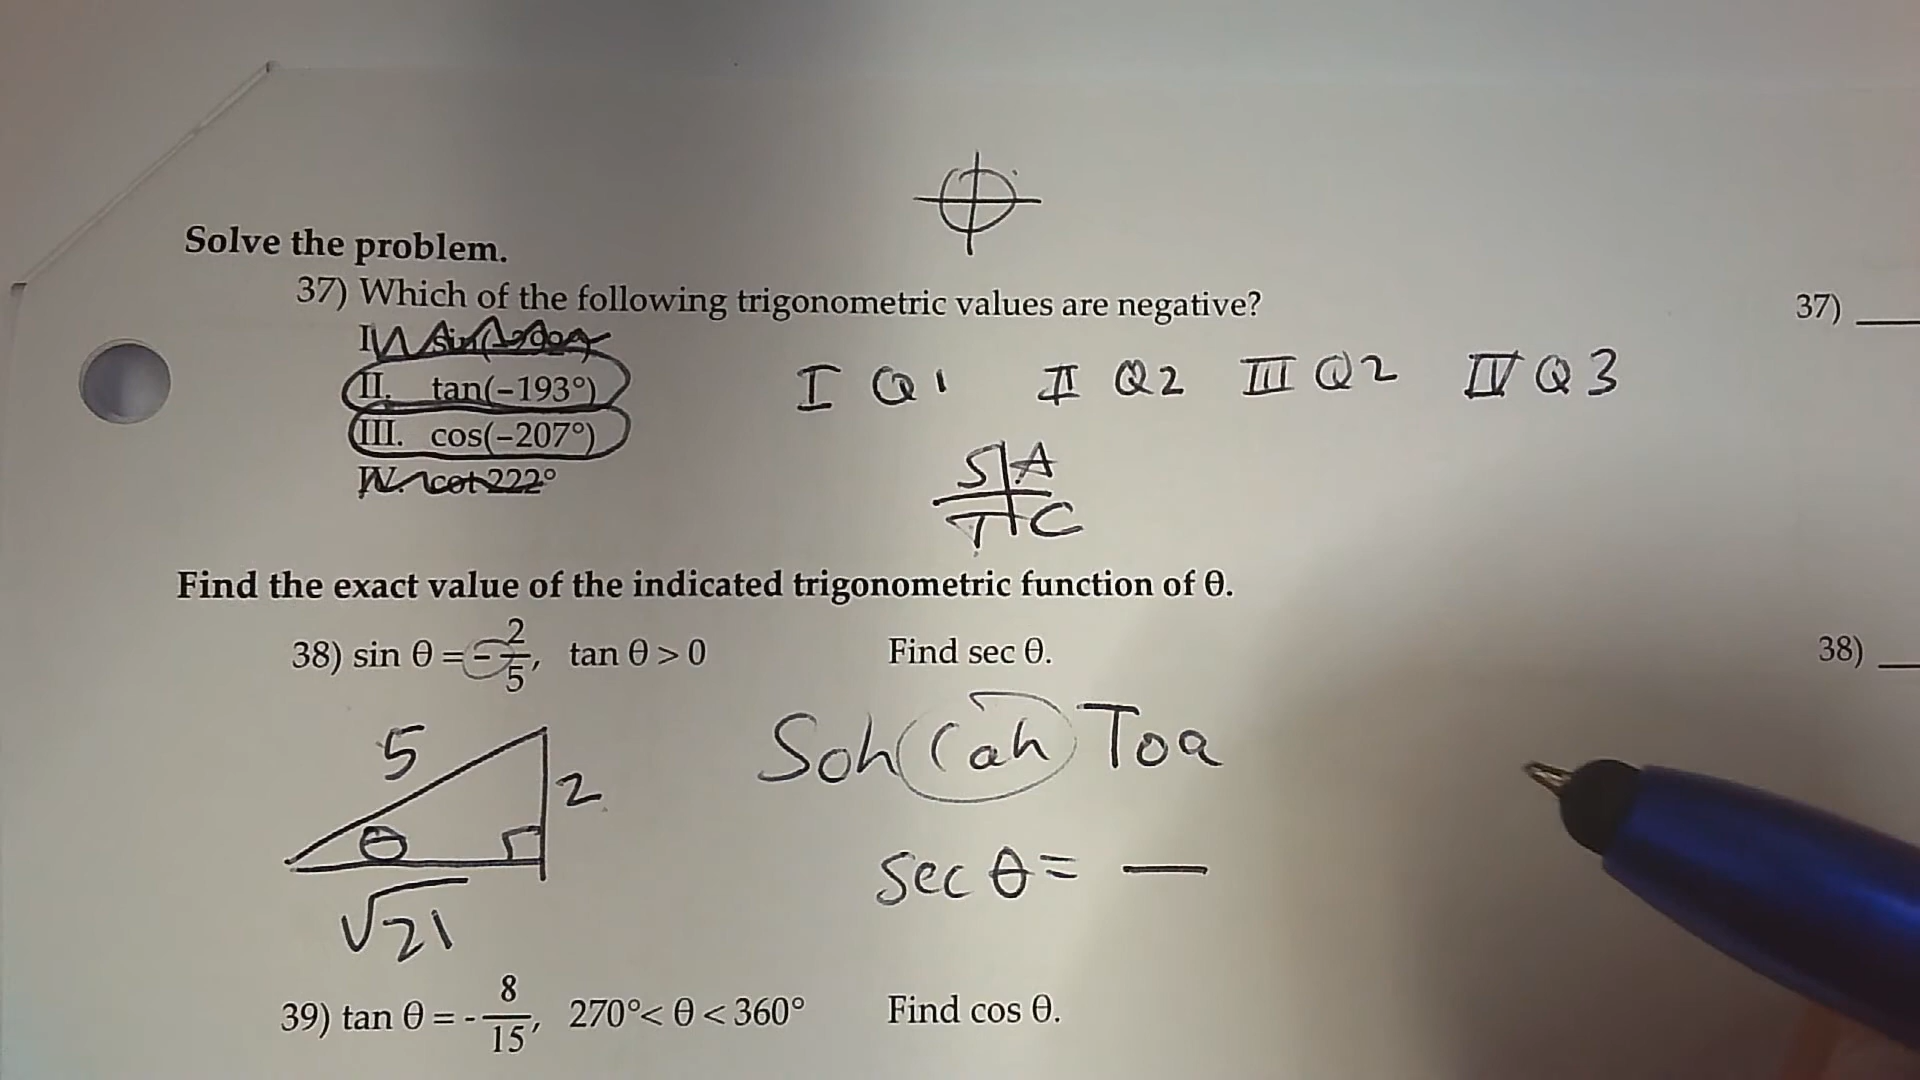 Solve the problem.
37) Which of the following trigonometric values are negative?
37)
I.
II. tan(−193°)
III. cos(−207°)
IV. cot 222°
I Q1 II Q2 III Q2 IV Q3
S A
T C
Find the exact value of the indicated trigonometric function of θ.
38) sin θ = -2/5, tan θ > 0 Find sec θ.
38)
Soh Cah Toa
5
2
θ
√21
sec θ =
39) tan θ = -8/15, 270° < θ < 360° Find cos θ.